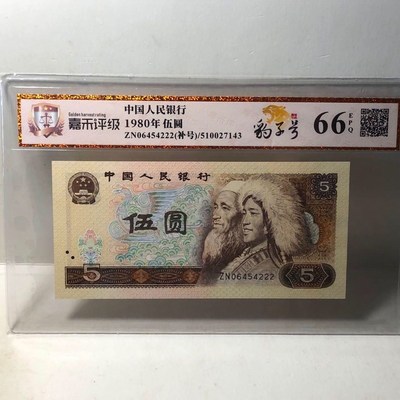 Golden harvest rating
嘉禾评级
中国人民银行
1980年 伍圆
ZN06454222(补号)/510027143
豹子号
66 EPQ
中国人民银行
5
伍圆
ZN06454222
5
5